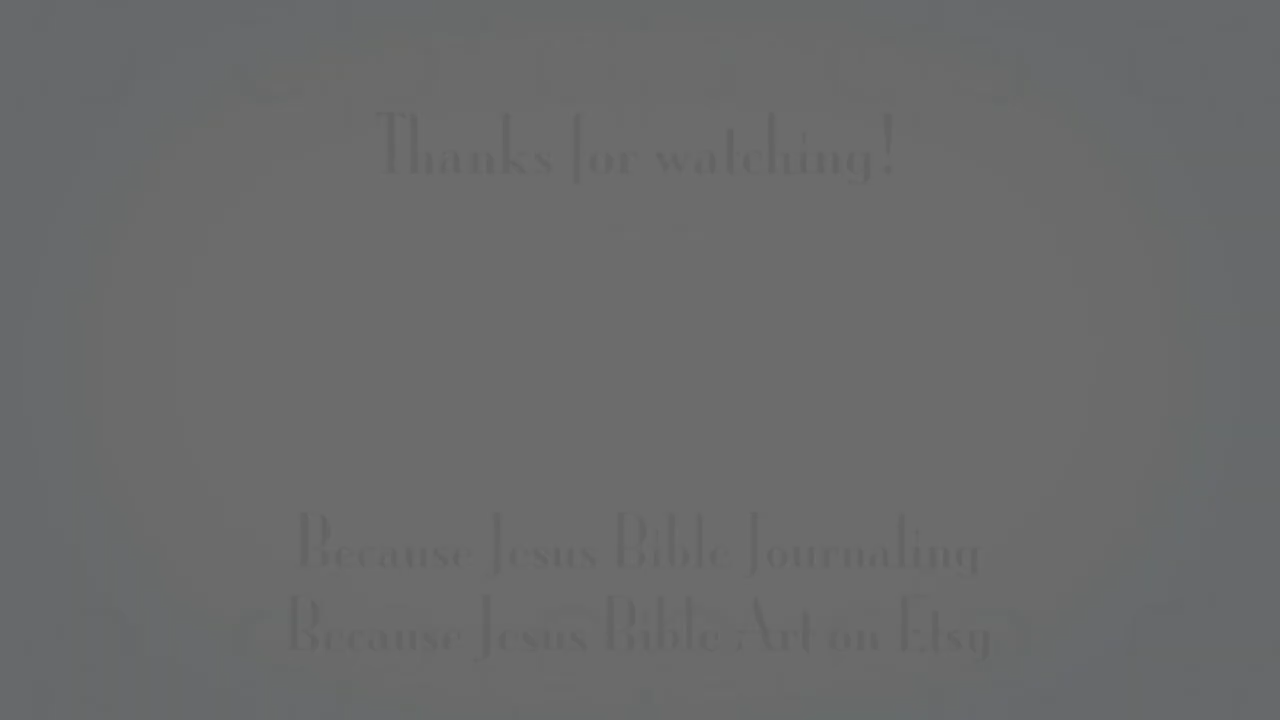 Thanks for watching!
Because Jesus Bible Journaling
Because Jesus Bible Art on Etsy